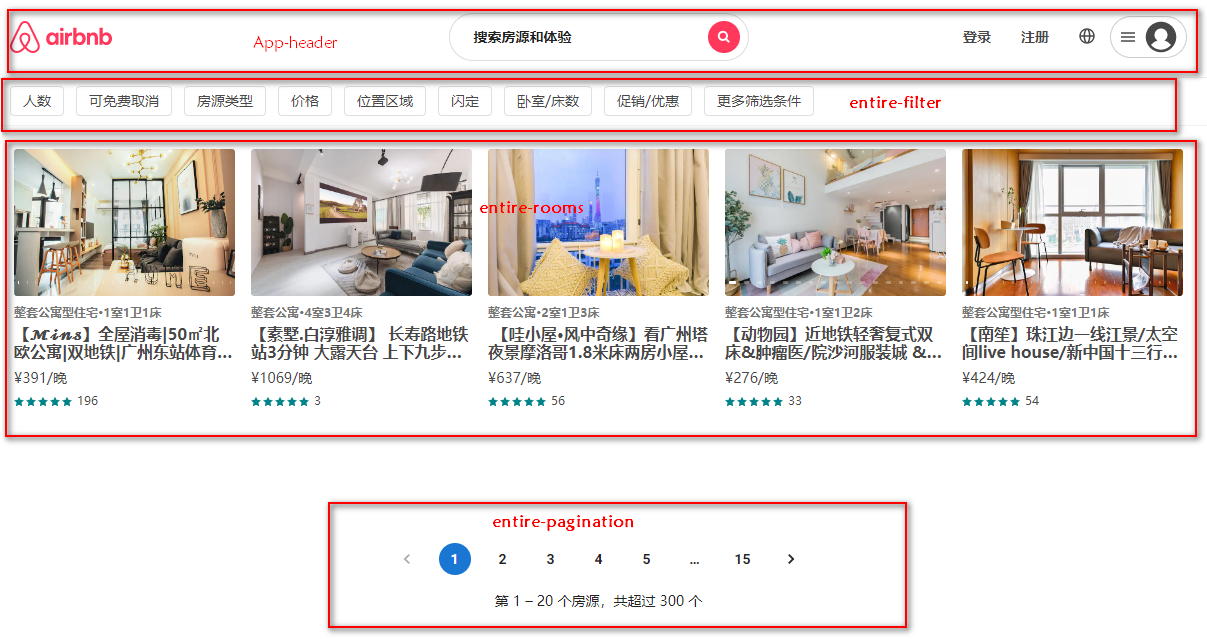 airbnb
App-header
搜索房源和体验
登录
注册
人数
可免费取消
房源类型
价格
位置区域
闪定
卧室/床数
促销/优惠
更多筛选条件
entire-filter
entire-rooms
HOME
整套公寓型住宅•1室1卫1床
【𝓜𝓲𝓷𝓼】全屋消毒|50㎡北
欧公寓|双地铁|广州东站体育...
¥391/晚
196
整套公寓•4室3卫4床
【素墅.白淳雅调】 长寿路地铁
站3分钟 大露天台 上下九步...
¥1069/晚
3
整套公寓•2室1卫3床
【哇小屋•风中奇缘】看广州塔
夜景摩洛哥1.8米床两房小屋...
¥637/晚
56
整套公寓型住宅•1室1卫2床
【动物园】近地铁轻奢复式双
床&肿瘤医/院沙河服装城 &...
¥276/晚
33
整套公寓型住宅•1室1卫1床
【南笙】珠江边一线江景/太空
间live house/新中国十三行...
¥424/晚
54
entire-pagination
1 2 3 4 5 ... 15
第 1 – 20 个房源，共超过 300 个